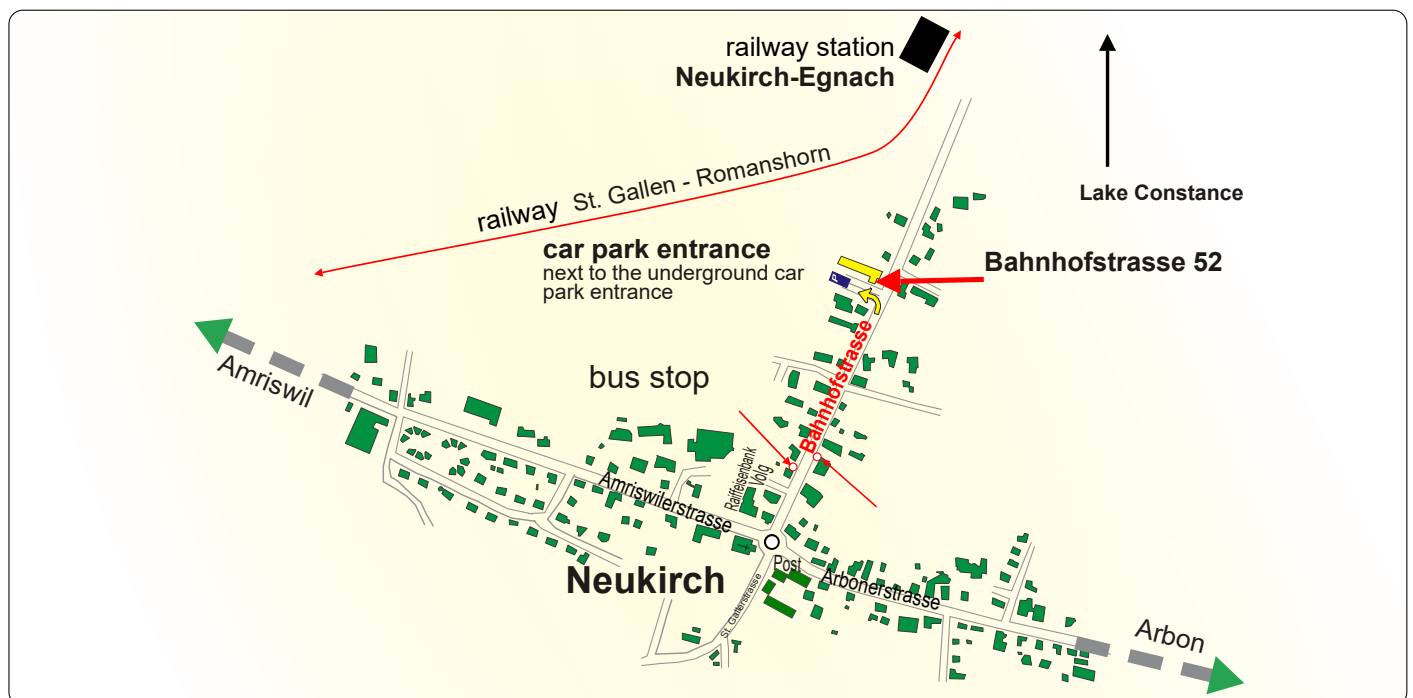 railway station
Neukirch-Egnach
Lake Constance
railway St. Gallen - Romanshorn
car park entrance
next to the underground car
park entrance
Bahnhofstrasse 52
P
Bahnhofstrasse
Amriswil
bus stop
Raiffeisenbank
Volg
Amriswilerstrasse
Neukirch
Post
Arbonerstrasse
St. Gallerstrasse
Arbon